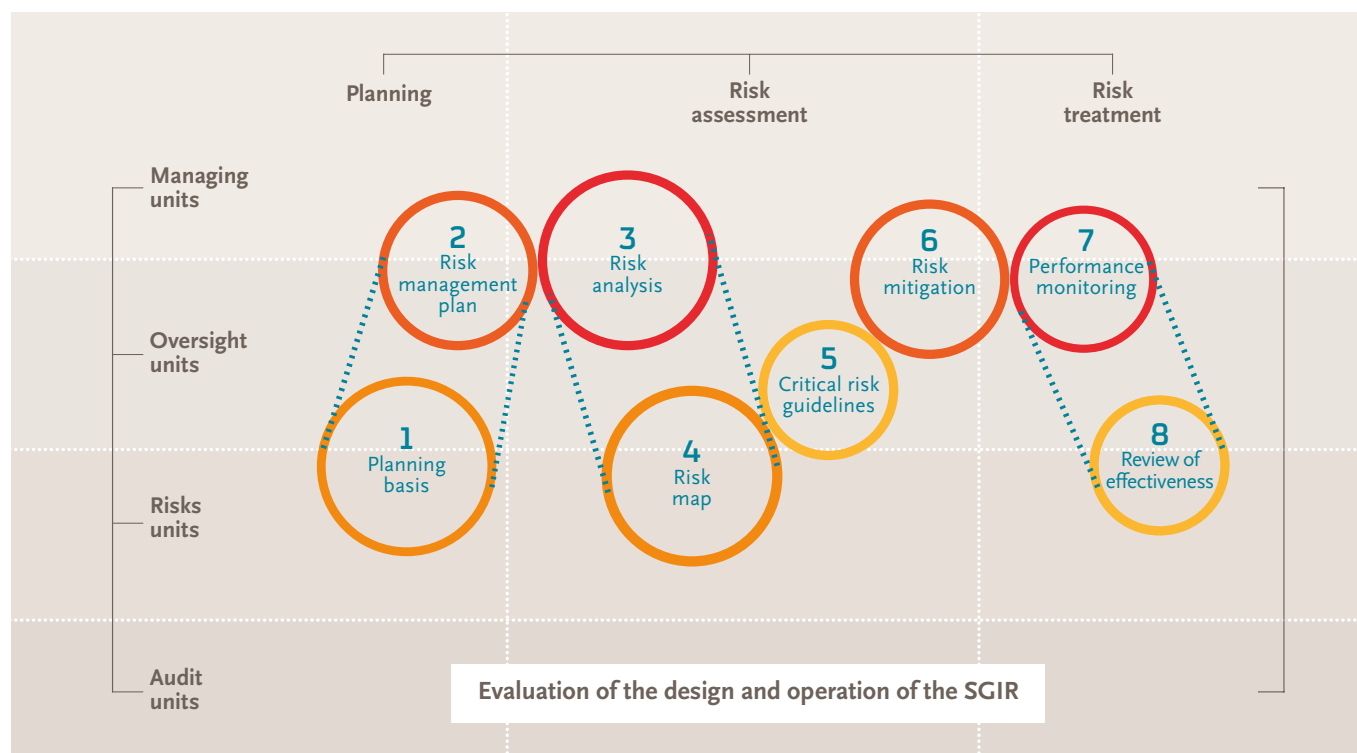 Planning
Risk
assessment
Risk
treatment
Managing
units
2
Risk
management
plan
3
Risk
analysis
6
Risk
mitigation
7
Performance
monitoring
Oversight
units
5
Critical risk
guidelines
1
Planning
basis
4
Risk
map
8
Review of
effectiveness
Risks
units
Audit
units
Evaluation of the design and operation of the SGIR